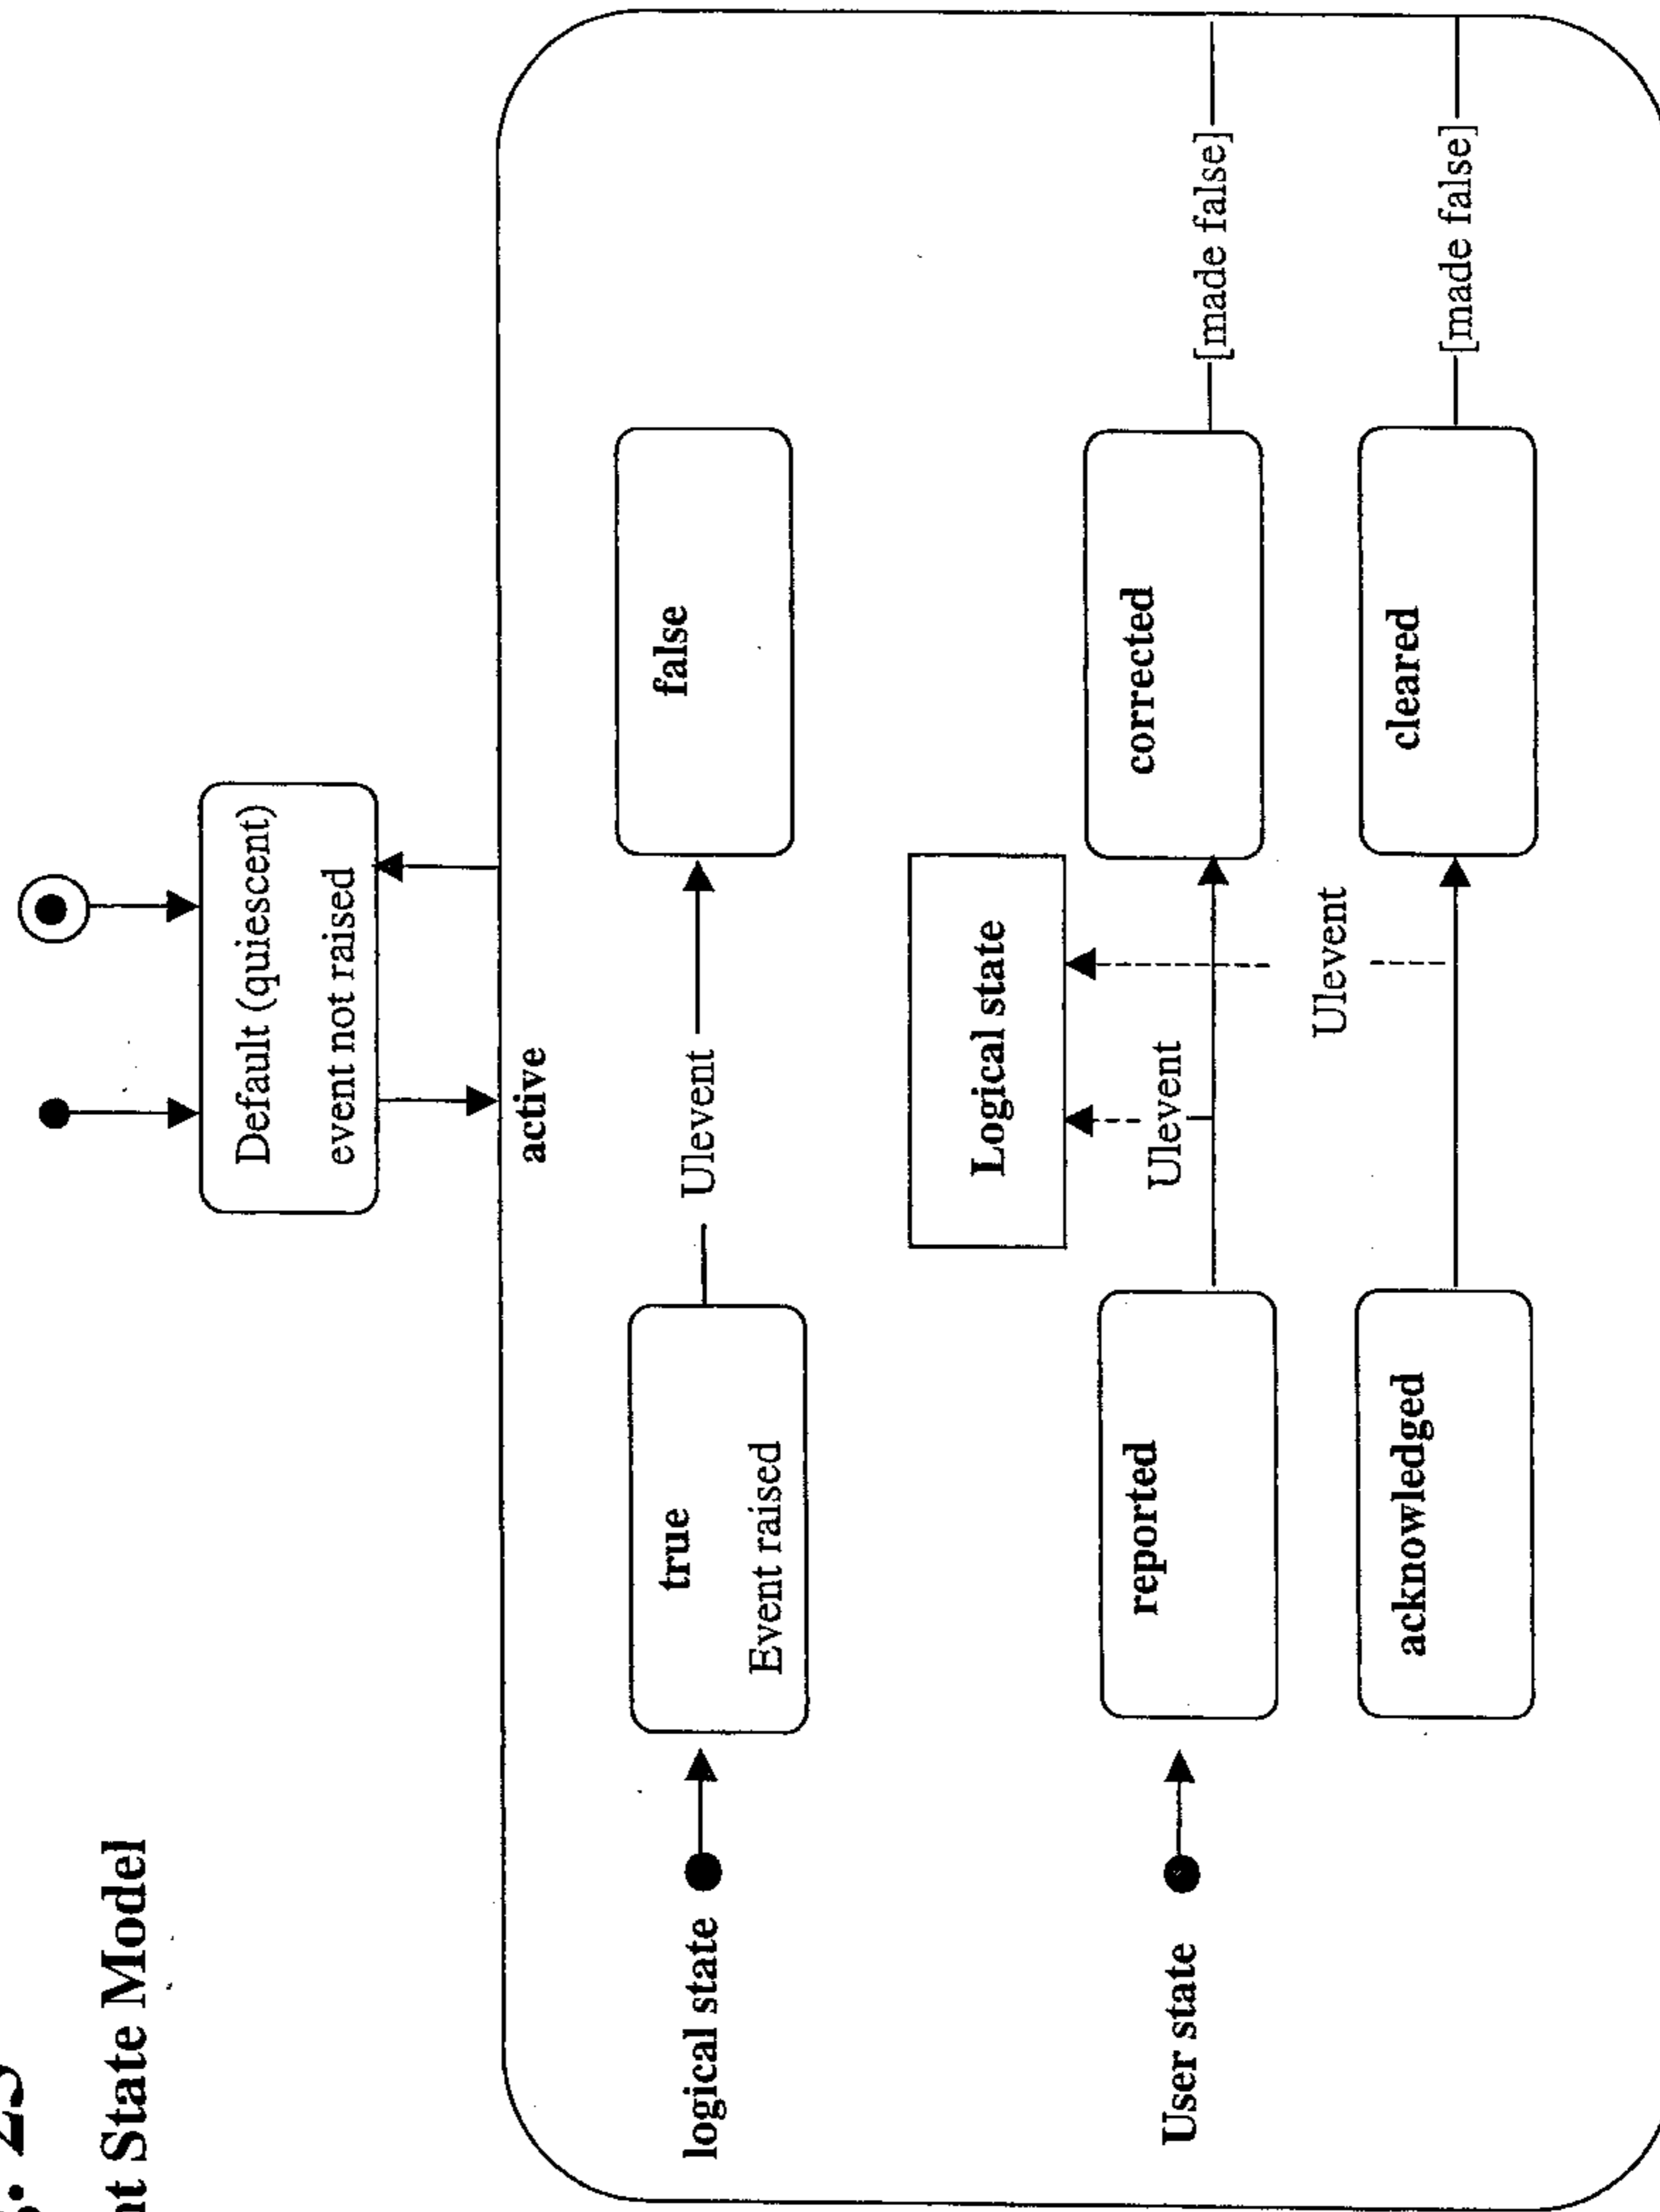 23
State Model
Default (quiescent)
event not raised
active
logical state
true
Event raised
UIevent
false
Logical state
User state
reported
UIevent
corrected
[made false]
UIevent
acknowledged
cleared
[made false]